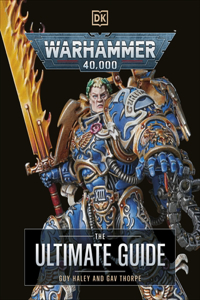 DK
WARHAMMER
40,000
THE
ULTIMATE GUIDE
GUY HALEY AND GAV THORPE